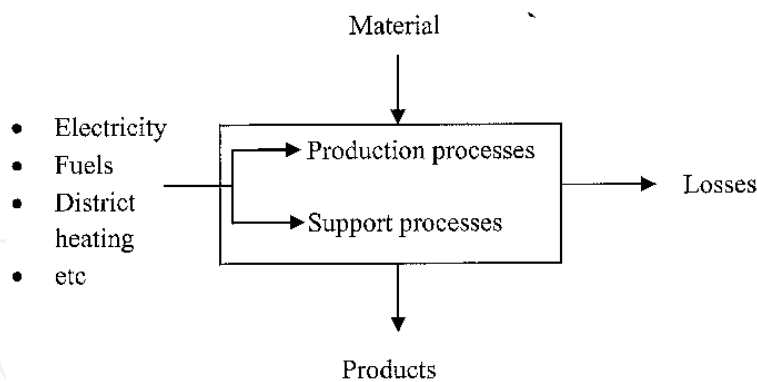 Material
• Electricity
• Fuels
• District
heating
• etc
Production processes
Support processes
Losses
Products